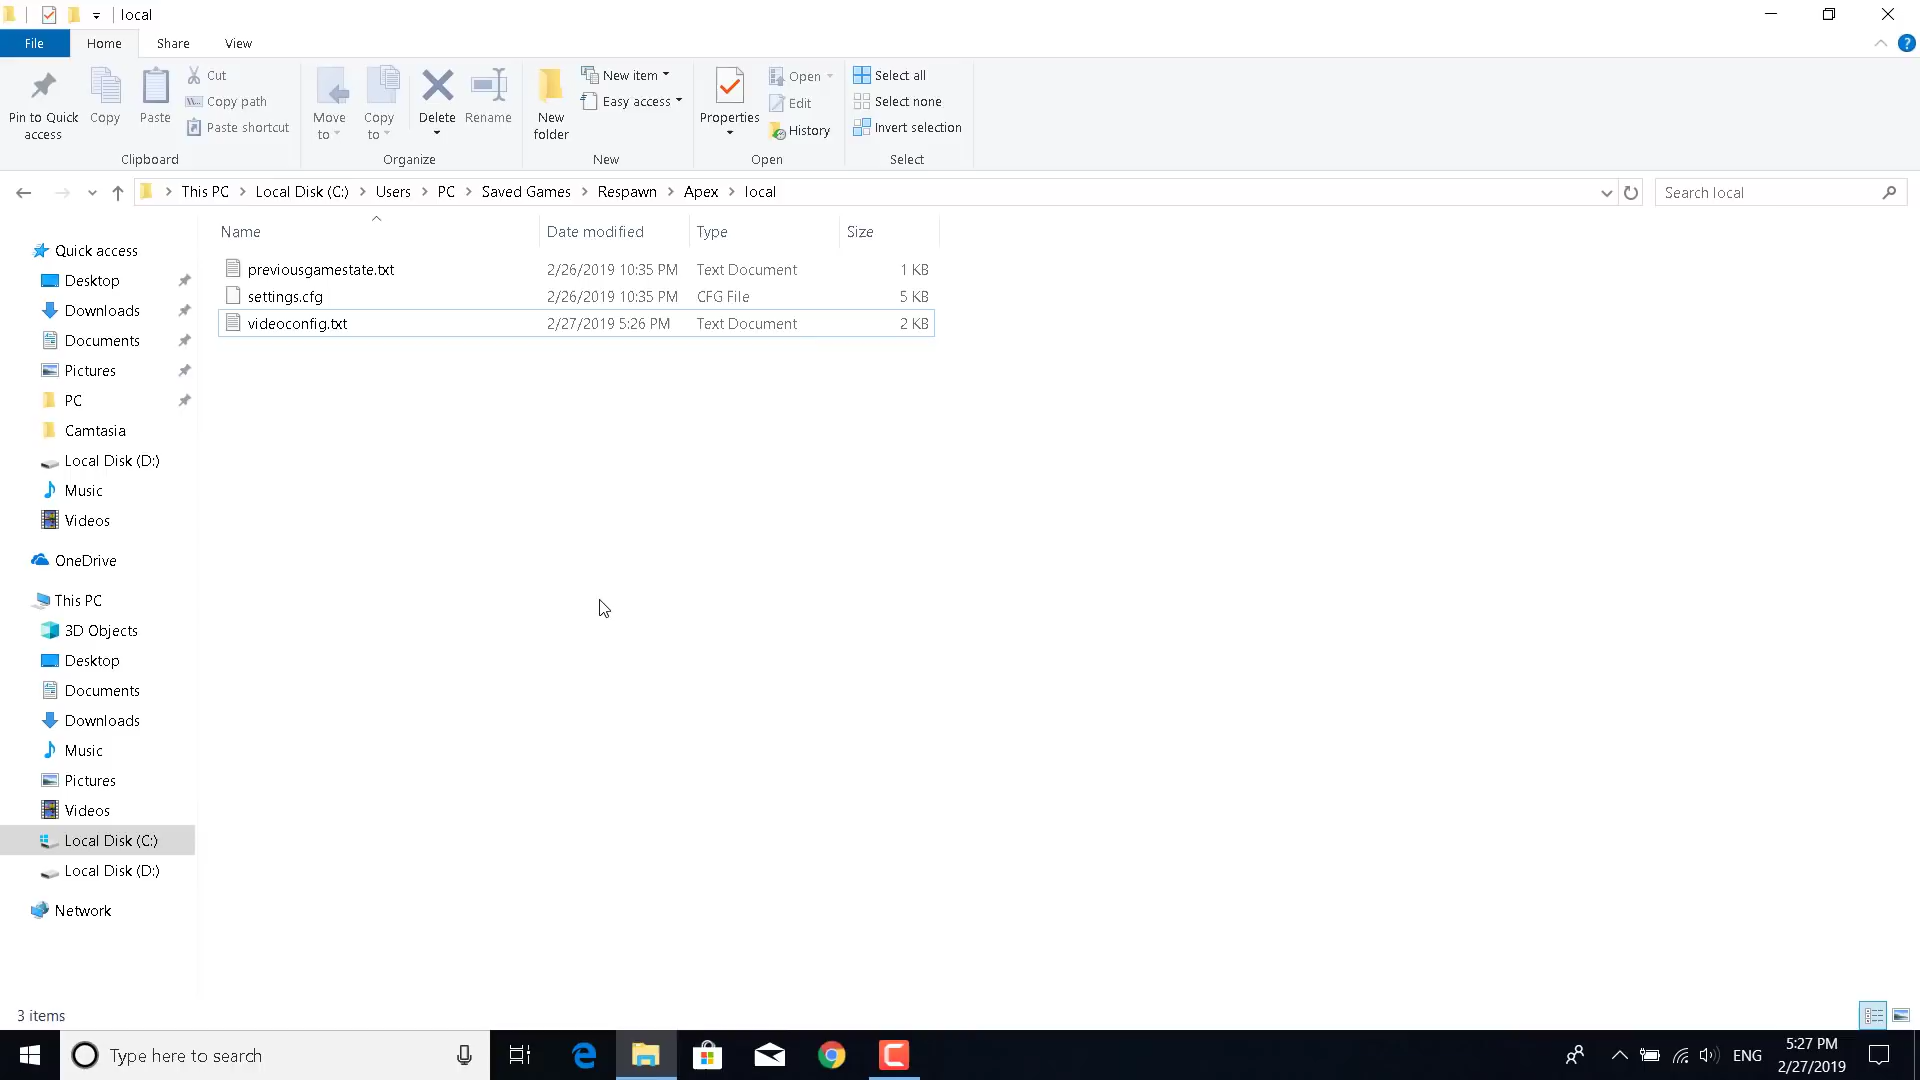 local
File Home Share View
Pin to Quick access
Copy
Paste
Cut
Copy path
Paste shortcut
Clipboard
Move to
Copy to
Delete
Rename
Organize
New folder
New item
Easy access
New
Properties
Open
Edit
History
Open
Select all
Select none
Invert selection
Select
This PC Local Disk (C:) Users PC Saved Games Respawn Apex local
Search local
Name Date modified Type Size
previousgamestate.txt 2/26/2019 10:35 PM Text Document 1 KB
settings.cfg 2/26/2019 10:35 PM CFG File 5 KB
videoconfig.txt 2/27/2019 5:26 PM Text Document 2 KB
Quick access
Desktop
Downloads
Documents
Pictures
PC
Camtasia
Local Disk (D:)
Music
Videos
OneDrive
This PC
3D Objects
Desktop
Documents
Downloads
Music
Pictures
Videos
Local Disk (C:)
Local Disk (D:)
Network
3 items
Type here to search
ENG
5:27 PM
2/27/2019